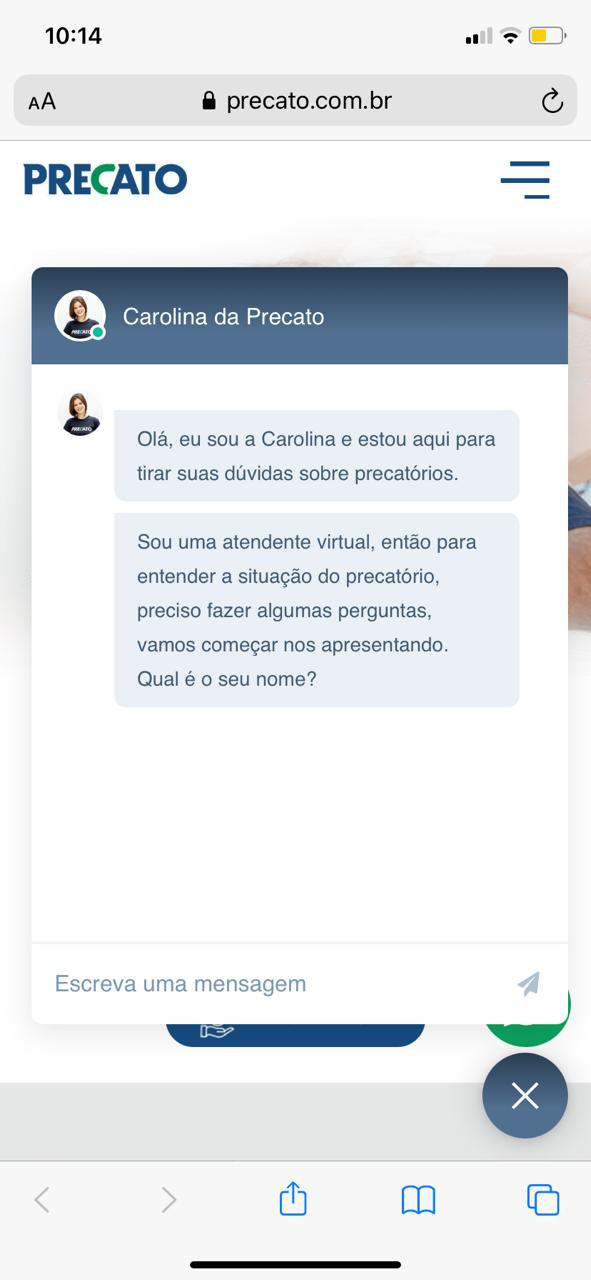 10:14
AA
precato.com.br
PRECATO
Carolina da Precato
Olá, eu sou a Carolina e estou aqui para
tirar suas dúvidas sobre precatórios.
Sou uma atendente virtual, então para
entender a situação do precatório,
preciso fazer algumas perguntas,
vamos começar nos apresentando.
Qual é o seu nome?
Escreva uma mensagem